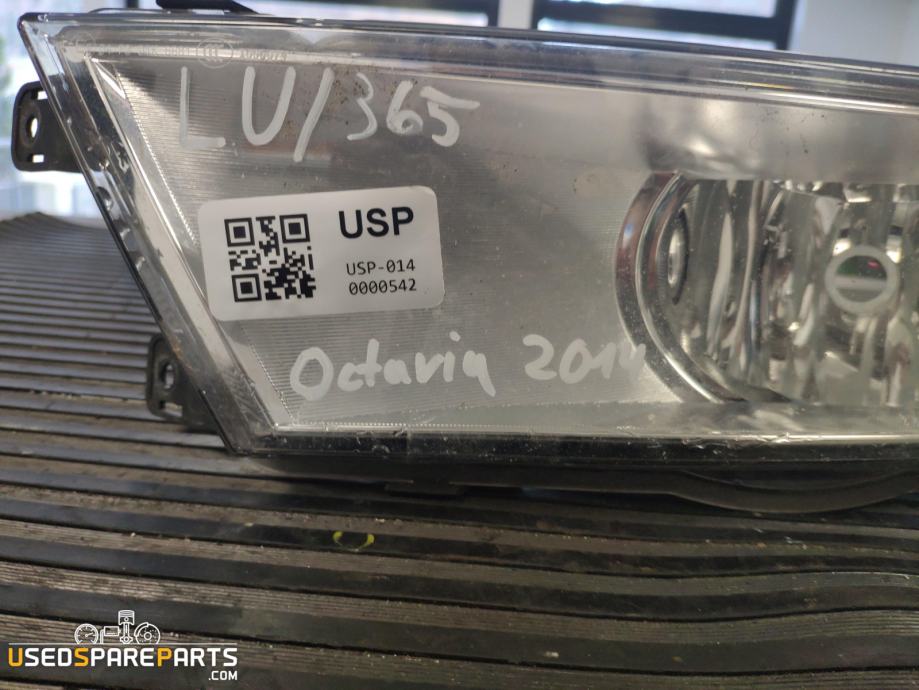 LU/365
USP
USP-014
0000542
Octavia 2014
USEDSPAREPARTS
.COM